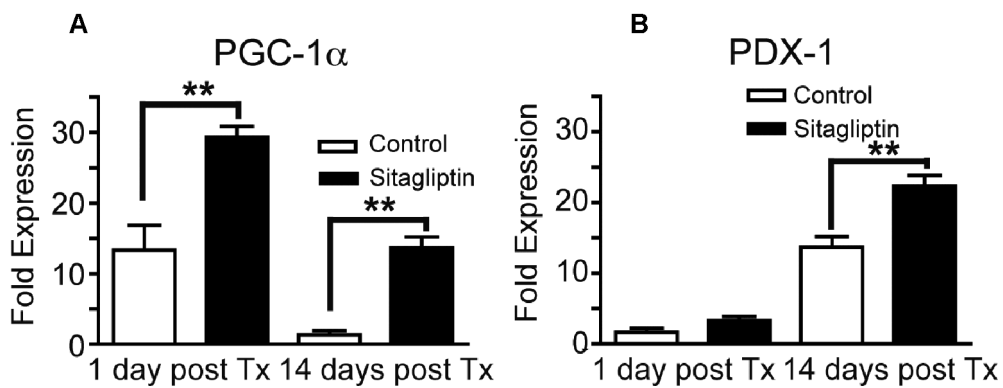 A
PGC-1α
Fold Expression
30
20
10
0
**
**
Control
Sitagliptin
1 day post Tx 14 days post Tx
B
PDX-1
Fold Expression
30
20
10
0
Control
Sitagliptin
**
1 day post Tx 14 days post Tx